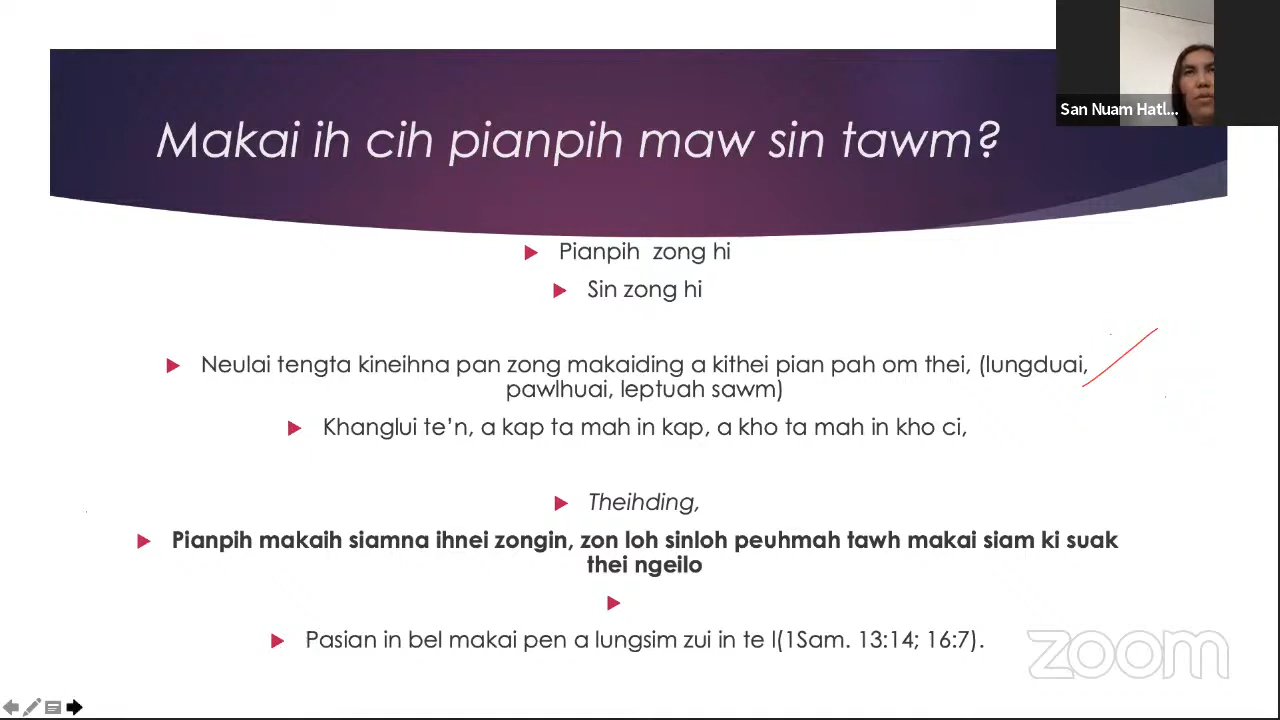 San Nuam Hatl...
Makai ih cih pianpih maw sin tawm?
Pianpih zong hi
Sin zong hi
Neulai tengta kineihna pan zong makaiding a kithei pian pah om thei, (lungduai,
pawlhuai, leptuah sawm)
Khanglui te’n, a kap ta mah in kap, a kho ta mah in kho ci,
Theihding,
Pianpih makaih siamna ihnei zongin, zon loh sinloh peuhmah tawh makai siam ki suak
thei ngeilo
Pasian in bel makai pen a lungsim zui in te l(1Sam. 13:14; 16:7).
zoom